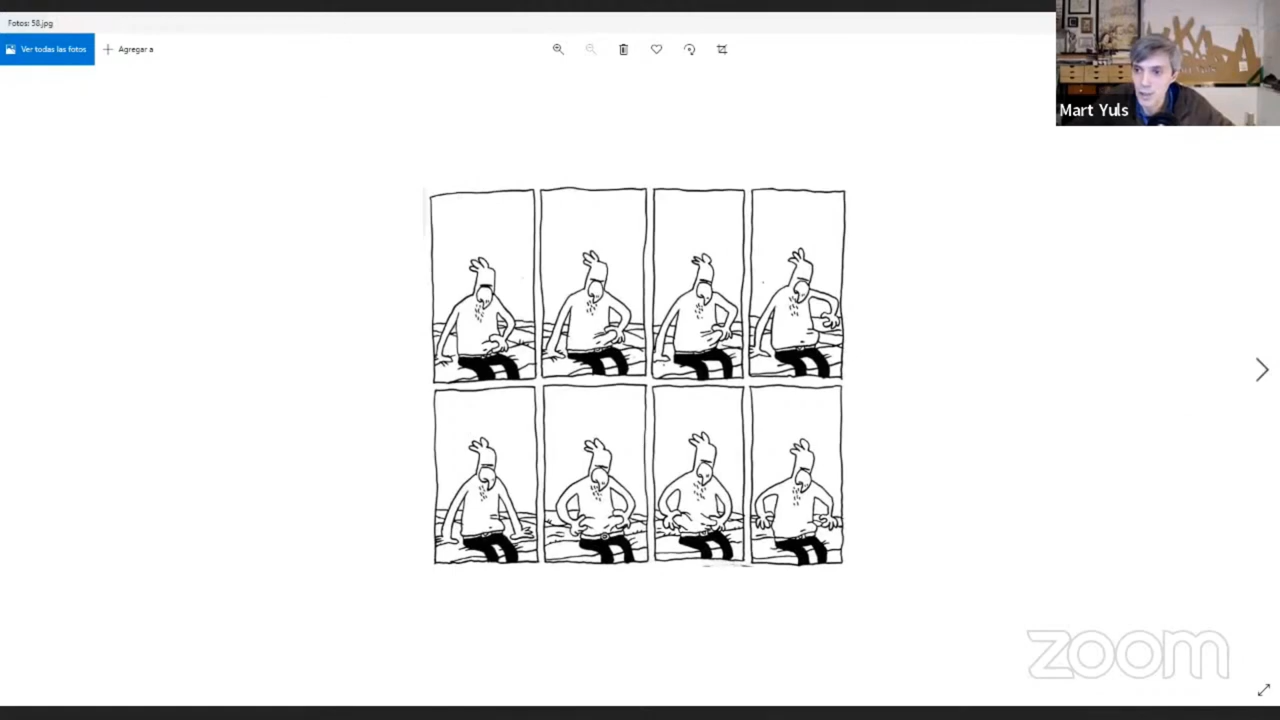 Fotos: 58.jpg
Ver todas las fotos
Agregar a
Mart Yuls
zoom